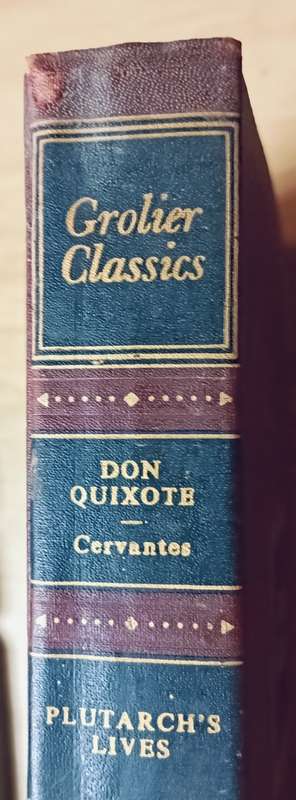 Grolier
Classics
DON
QUIXOTE
Cervantes
PLUTARCH'S
LIVES